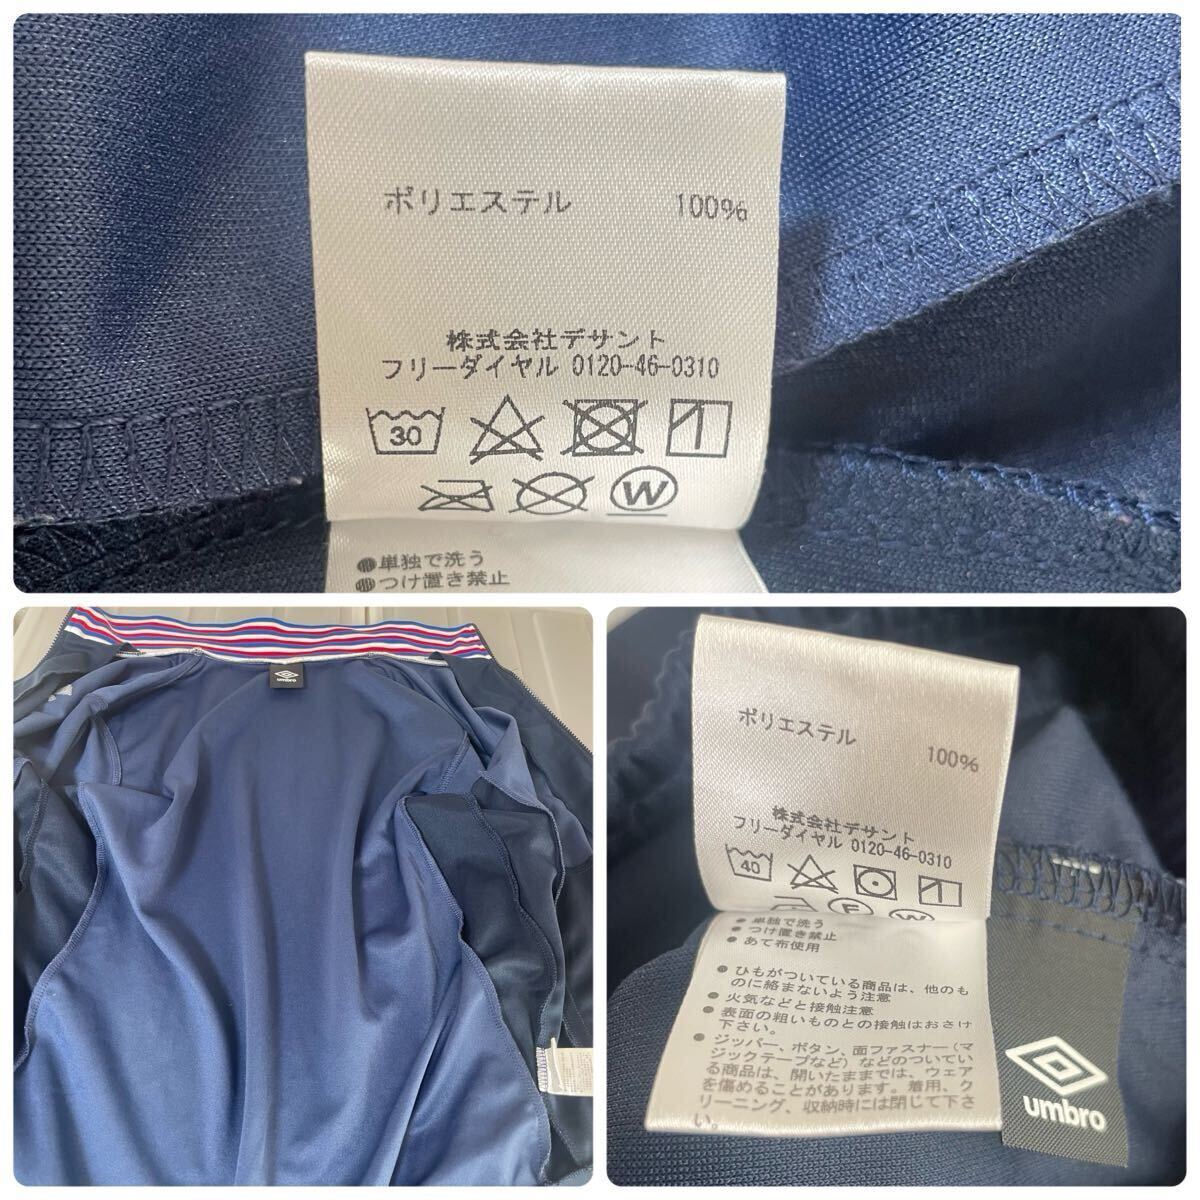 ポリエステル 100%
株式会社デサント
フリーダイヤル 0120-46-0310
30
W
●単独で洗う
●つけ置き禁止
umbro
ポリエステル 100%
株式会社デサント
フリーダイヤル 0120-46-0310
40
F W
● 単独で洗う
● つけ置き禁止
● あて布使用
● ひもがついている商品は、他のも
のに絡まないよう注意
● 火気などと接触注意
● 表面の粗いものとの接触はおさけ
下さい。
● ジッパー、ボタン、面ファスナー(マ
ジックテープなど)などのついてい
る商品は、開いたままでは、ウェア
を傷めることがあります。着用、ク
リーニング、収納時には閉じて下さ
い。
umbro